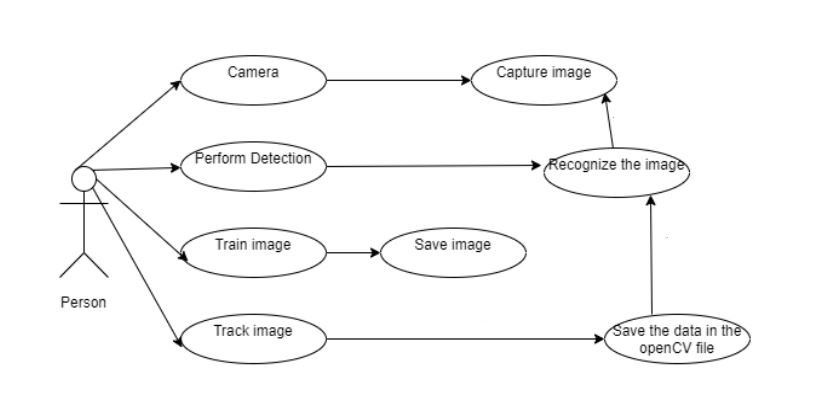 Camera
Capture image
Perform Detection
Recognize the image
Train image
Save image
Person
Track image
Save the data in the
openCV file